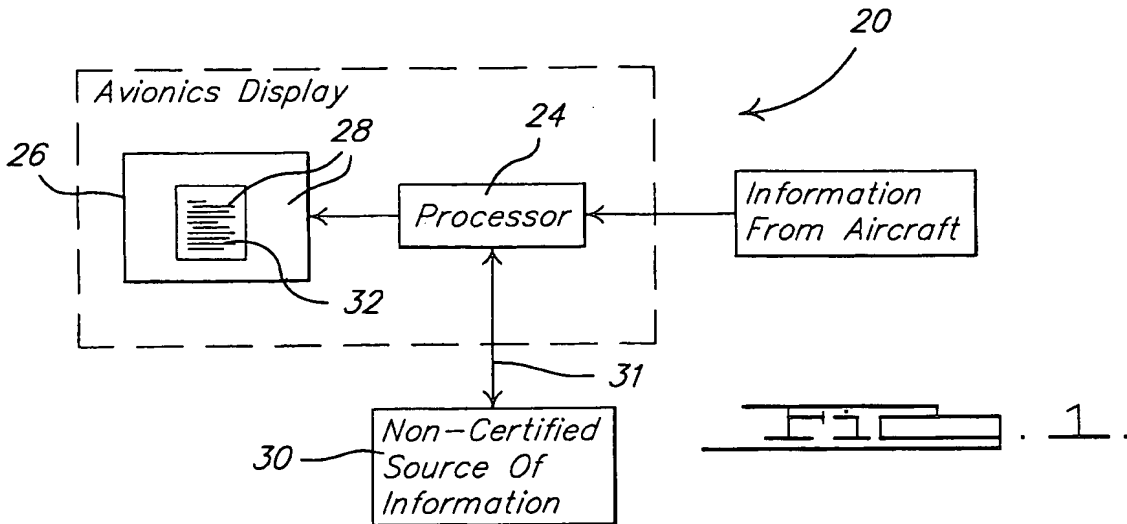 20
Avionics Display
24
26
28
Processor
Information
From Aircraft
32
31
30
Non-Certified
Source Of
Information
. 1 .